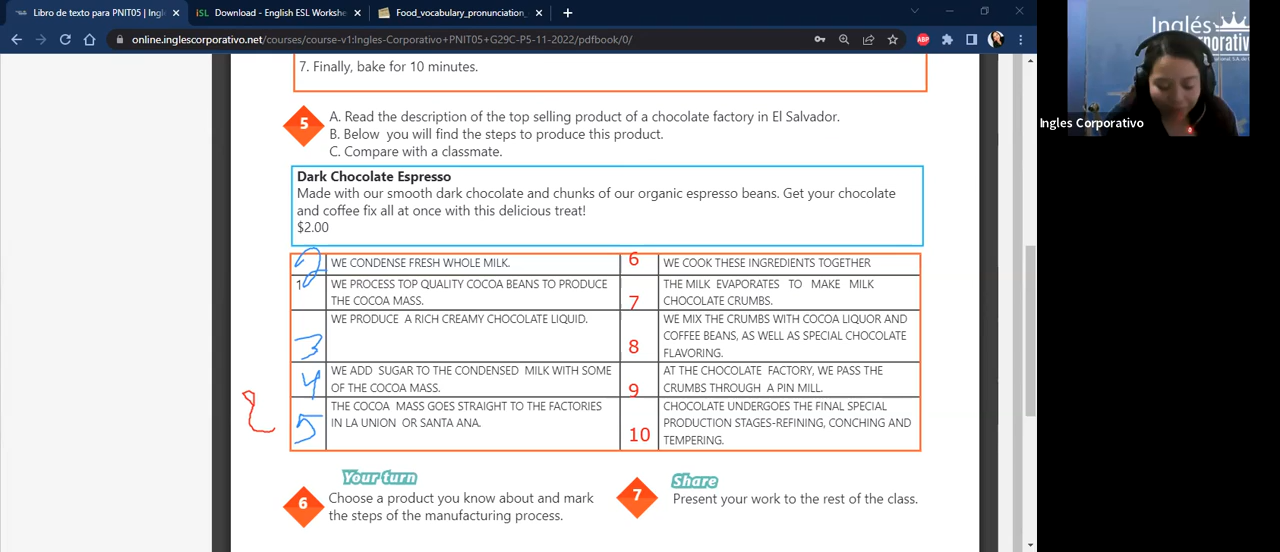 Libro de texto para PNIT05 | Ingl
Download - English ESL Workshe
Food_vocabulary_pronunciation_
online.inglescorporativo.net/courses/course-v1:Ingles-Corporativo+PNIT05+G29C-P5-11-2022/pdfbook/0/
ABP
7. Finally, bake for 10 minutes.
5
A. Read the description of the top selling product of a chocolate factory in El Salvador.
B. Below you will find the steps to produce this product.
C. Compare with a classmate.
Dark Chocolate Espresso
Made with our smooth dark chocolate and chunks of our organic espresso beans. Get your chocolate
and coffee fix all at once with this delicious treat!
$2.00
2 WE CONDENSE FRESH WHOLE MILK.
6 WE COOK THESE INGREDIENTS TOGETHER
1 WE PROCESS TOP QUALITY COCOA BEANS TO PRODUCE
THE COCOA MASS.
7 THE MILK EVAPORATES TO MAKE MILK
CHOCOLATE CRUMBS.
3 WE PRODUCE A RICH CREAMY CHOCOLATE LIQUID.
8 WE MIX THE CRUMBS WITH COCOA LIQUOR AND
COFFEE BEANS, AS WELL AS SPECIAL CHOCOLATE
FLAVORING.
4 WE ADD SUGAR TO THE CONDENSED MILK WITH SOME
OF THE COCOA MASS.
9 AT THE CHOCOLATE FACTORY, WE PASS THE
CRUMBS THROUGH A PIN MILL.
2
5 THE COCOA MASS GOES STRAIGHT TO THE FACTORIES
IN LA UNION OR SANTA ANA.
10 CHOCOLATE UNDERGOES THE FINAL SPECIAL
PRODUCTION STAGES-REFINING, CONCHING AND
TEMPERING.
Your turn
6
Choose a product you know about and mark
the steps of the manufacturing process.
Share
7
Present your work to the rest of the class.
Inglés
Ingles Corporativo